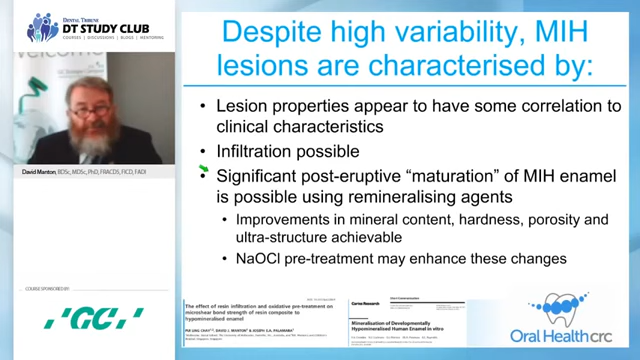 DENTAL TRIBUNE
DT STUDY CLUB
COURSES | DISCUSSIONS | BLOGS | MENTORING
welcome
David Manton, BDSc, MDSc, PhD, FRACDS, FICD, FADI
COURSE SPONSORED BY:
GC
Despite high variability, MIH
lesions are characterised by:
• Lesion properties appear to have some correlation to
clinical characteristics
• Infiltration possible
• Significant post-eruptive “maturation” of MIH enamel
is possible using remineralising agents
• Improvements in mineral content, hardness, porosity and
ultra-structure achievable
• NaOCl pre-treatment may enhance these changes
The effect of resin infiltration and oxidative pre-treatment on
microshear bond strength of resin composite to
hypomineralised enamel
Caries Research
Mineralisation of Developmentally
Hypomineralised Human Enamel in vitro
Oral Health crc